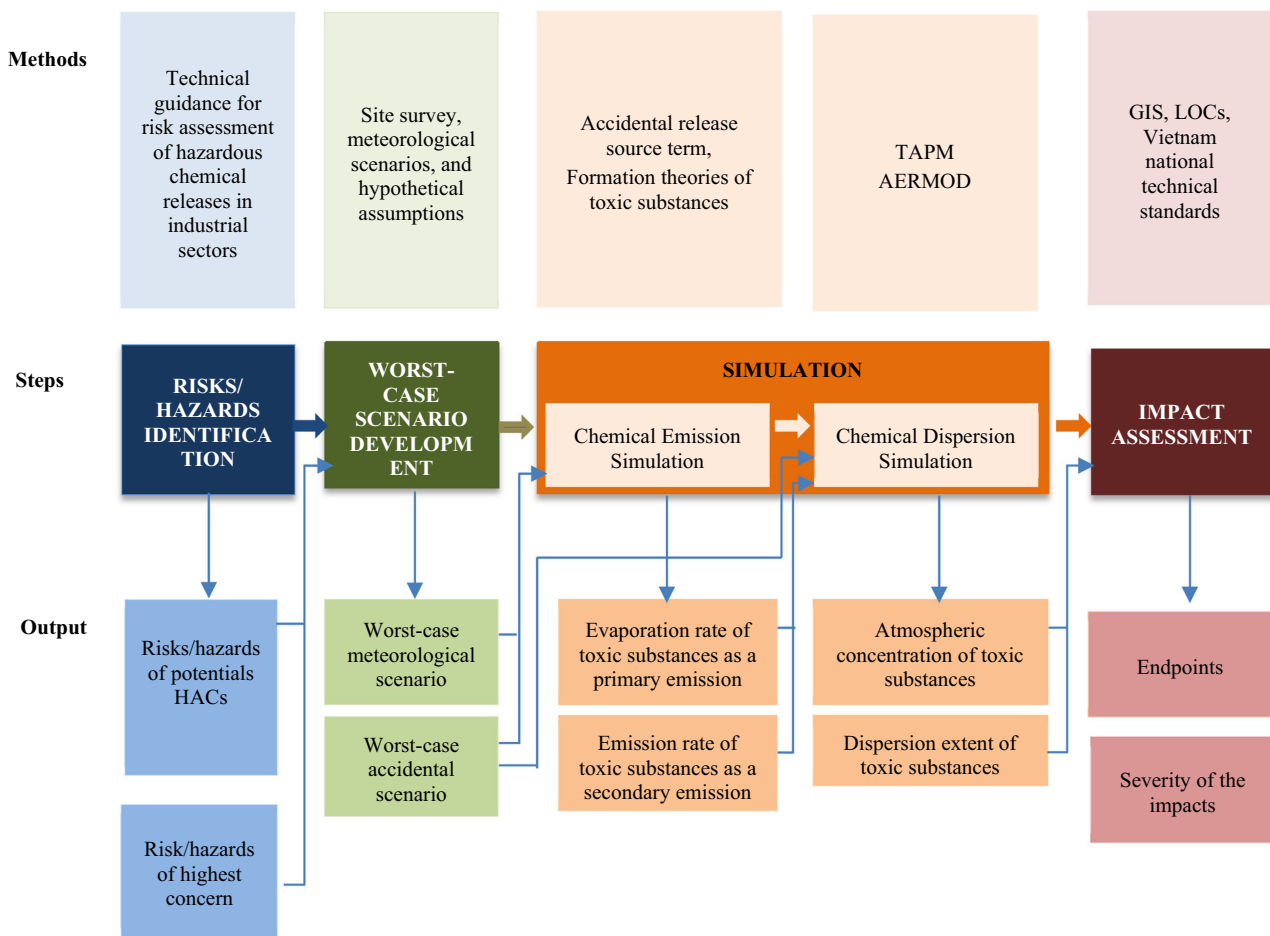 Methods
Technical
guidance for
risk assessment
of hazardous
chemical
releases in
industrial
sectors
Site survey,
meteorological
scenarios, and
hypothetical
assumptions
Accidental release
source term,
Formation theories of
toxic substances
TAPM
AERMOD
GIS, LOCs,
Vietnam
national
technical
standards
Steps
RISKS/
HAZARDS
IDENTIFICA
TION
WORST-
CASE
SCENARIO
DEVELOPM
ENT
SIMULATION
Chemical Emission
Simulation
Chemical Dispersion
Simulation
IMPACT
ASSESSMENT
Output
Risks/hazards
of potentials
HACs
Risk/hazards
of highest
concern
Worst-case
meteorological
scenario
Worst-case
accidental
scenario
Evaporation rate of
toxic substances as a
primary emission
Emission rate of
toxic substances as a
secondary emission
Atmospheric
concentration of toxic
substances
Dispersion extent of
toxic substances
Endpoints
Severity of the
impacts